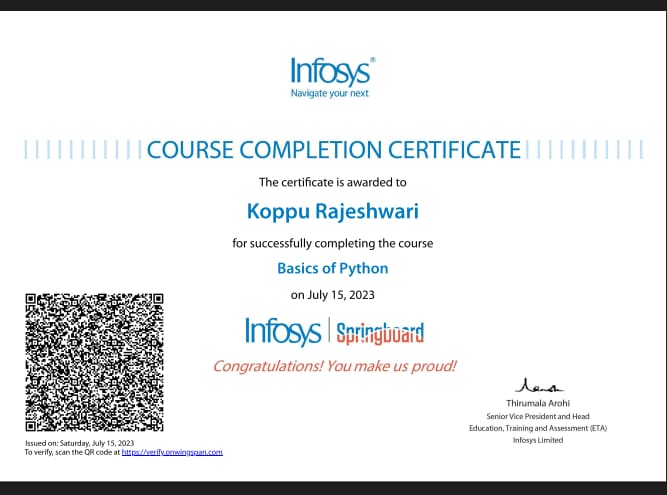 Infosys®
Navigate your next
COURSE COMPLETION CERTIFICATE
The certificate is awarded to
Koppu Rajeshwari
for successfully completing the course
Basics of Python
on July 15, 2023
Infosys | Springboard
Congratulations! You make us proud!
Thirumala Arohi
Senior Vice President and Head
Education, Training and Assessment (ETA)
Infosys Limited
Issued on: Saturday, July 15, 2023
To verify, scan the QR code at https://verify.onwingspan.com